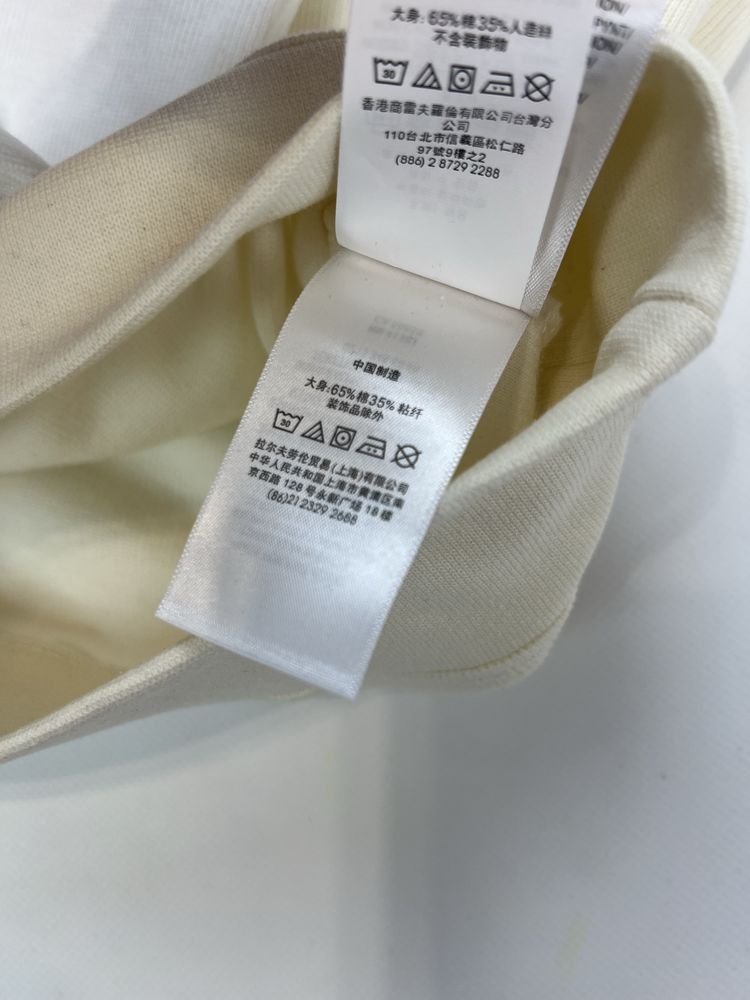 大身: 65%棉35%人造絲
不含裝飾物
30
香港商雷夫羅倫有限公司台灣分
公司
110台北市信義區松仁路
97號9樓之2
(886) 2 8729 2288
中国制造
大身: 65%棉35% 粘纤
装饰品除外
30
拉尔夫劳伦贸易(上海)有限公司
中华人民共和国上海市黄浦区南
京西路 128 号永新广场 18 楼
(86)21 2329 2688